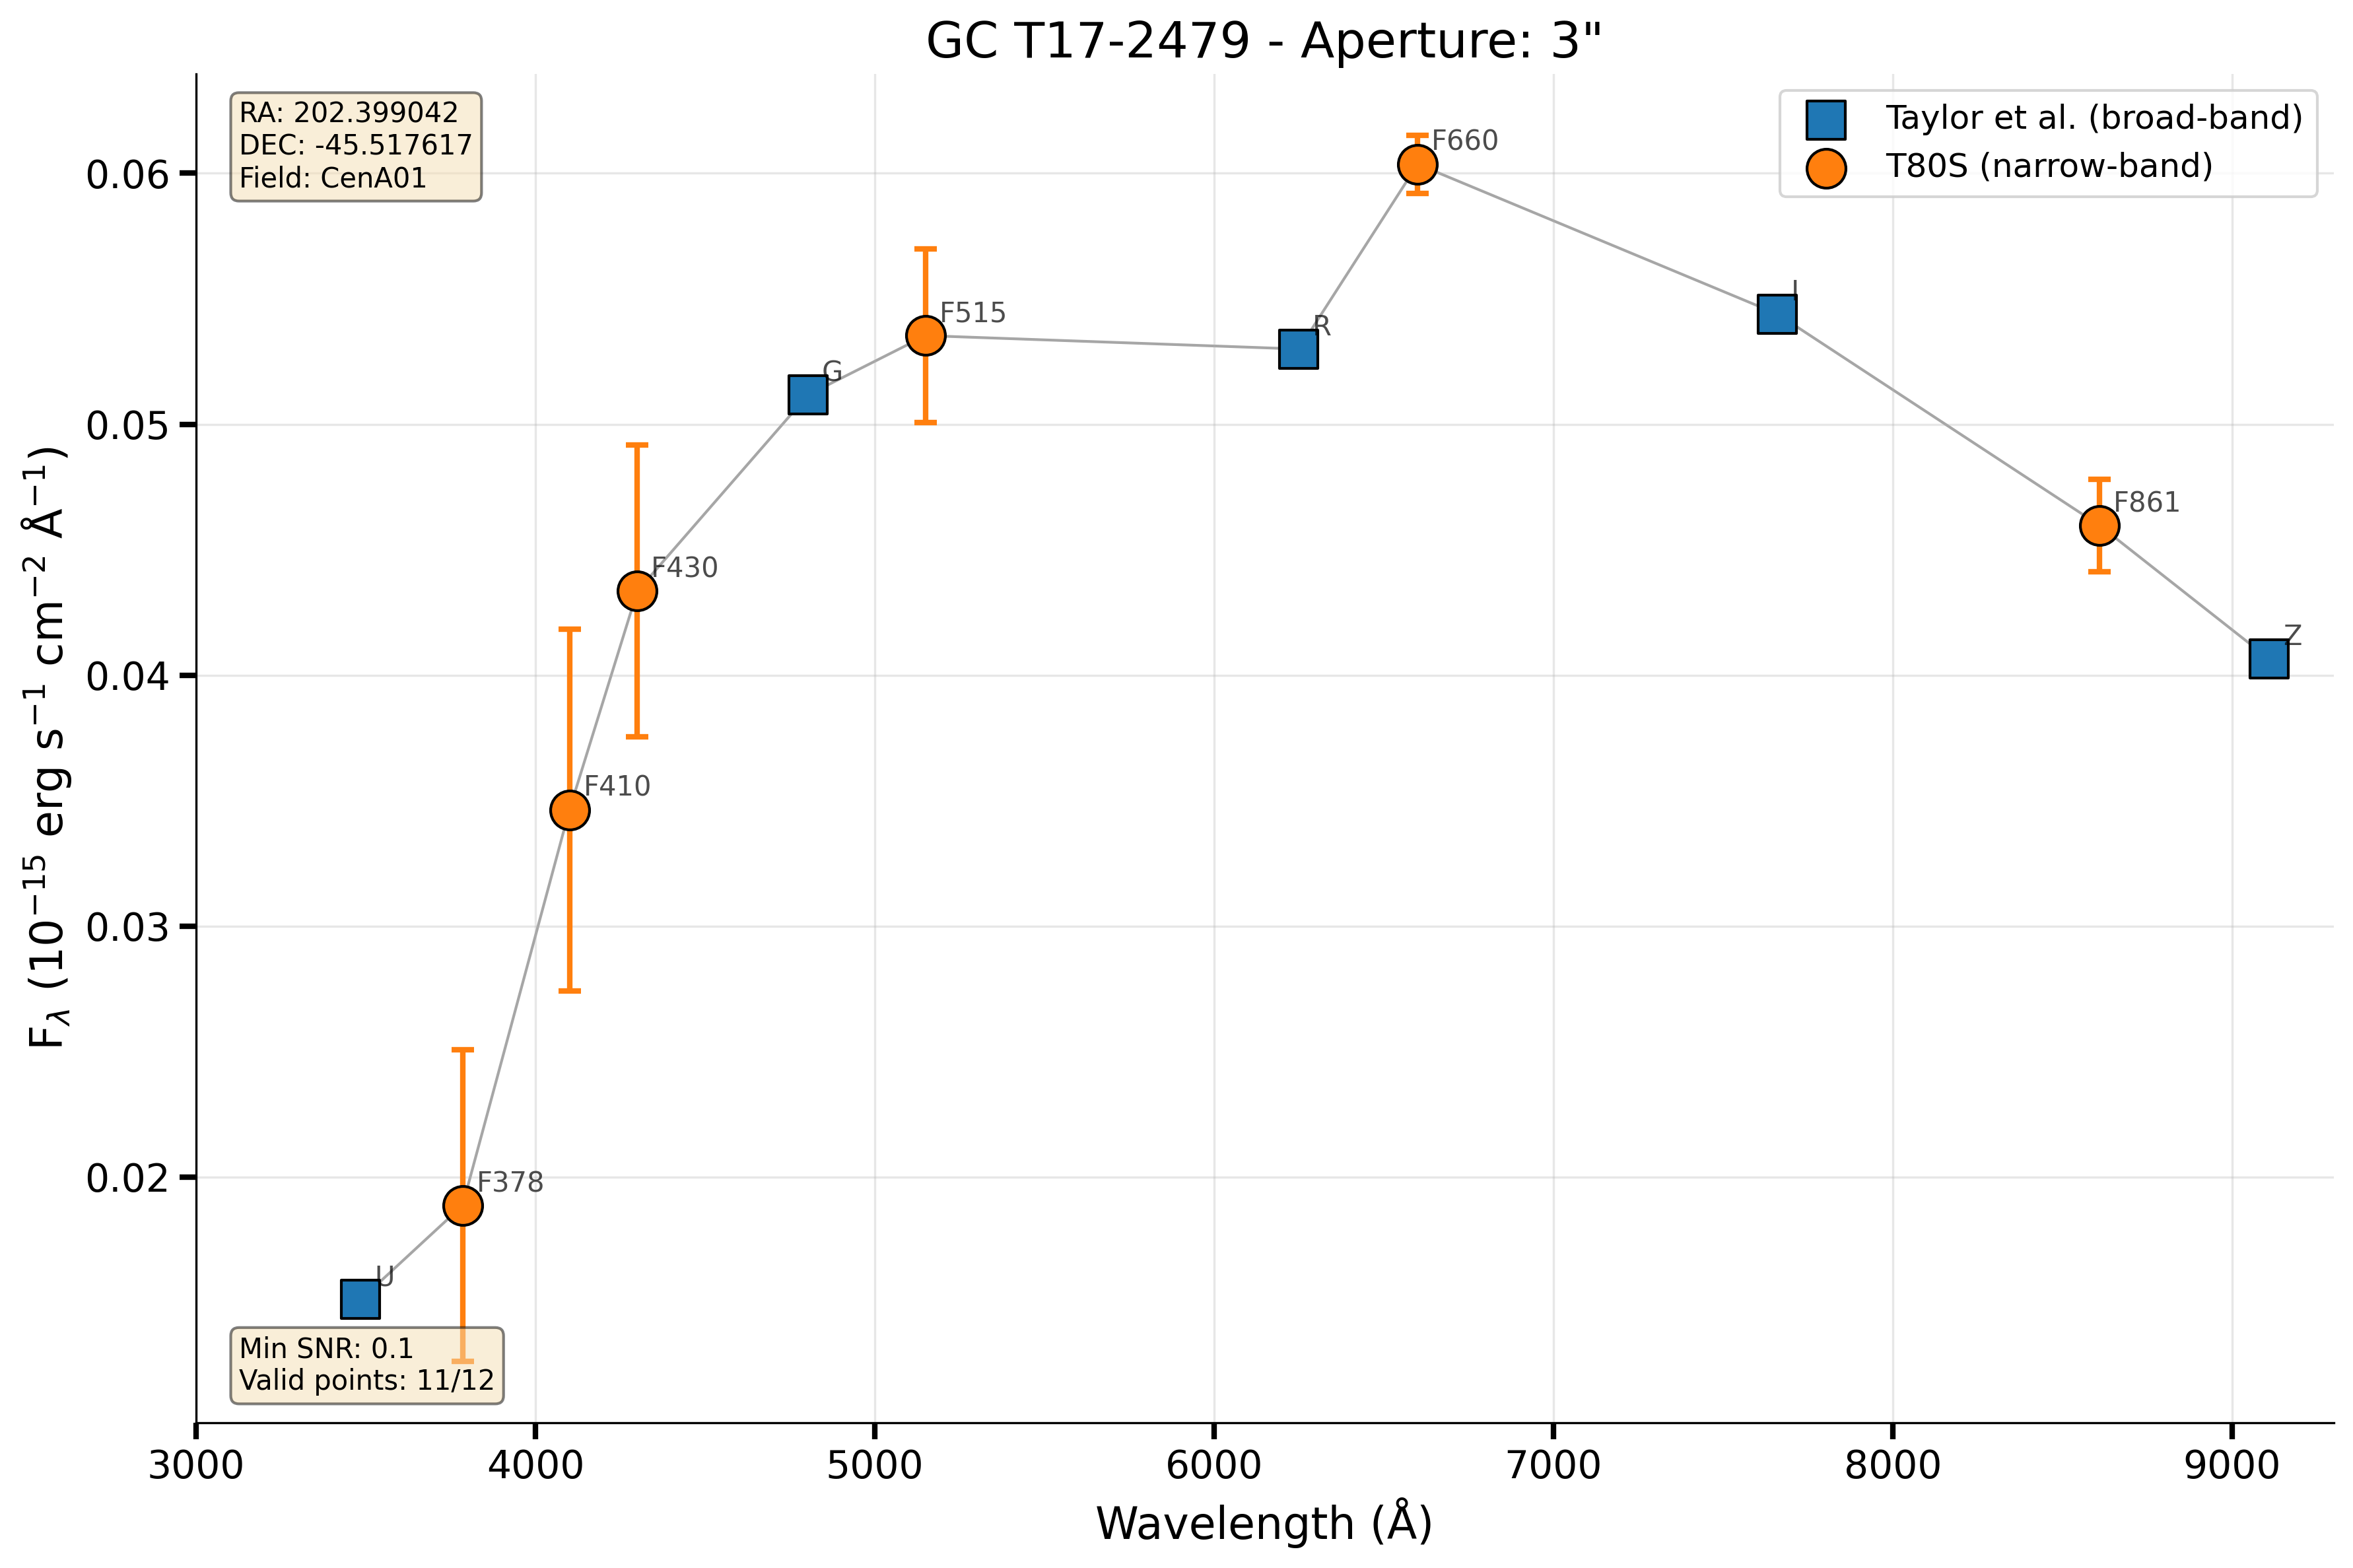 GC T17-2479 - Aperture: 3"
RA: 202.399042
DEC: -45.517617
Field: CenA01
Taylor et al. (broad-band)
T80S (narrow-band)
F660
I
F515
R
G
F861
F430
Z
F410
F378
U
Min SNR: 0.1
Valid points: 11/12
0.06
0.05
0.04
0.03
0.02
F_λ (10⁻¹⁵ erg s⁻¹ cm⁻² Å⁻¹)
3000 4000 5000 6000 7000 8000 9000
Wavelength (Å)